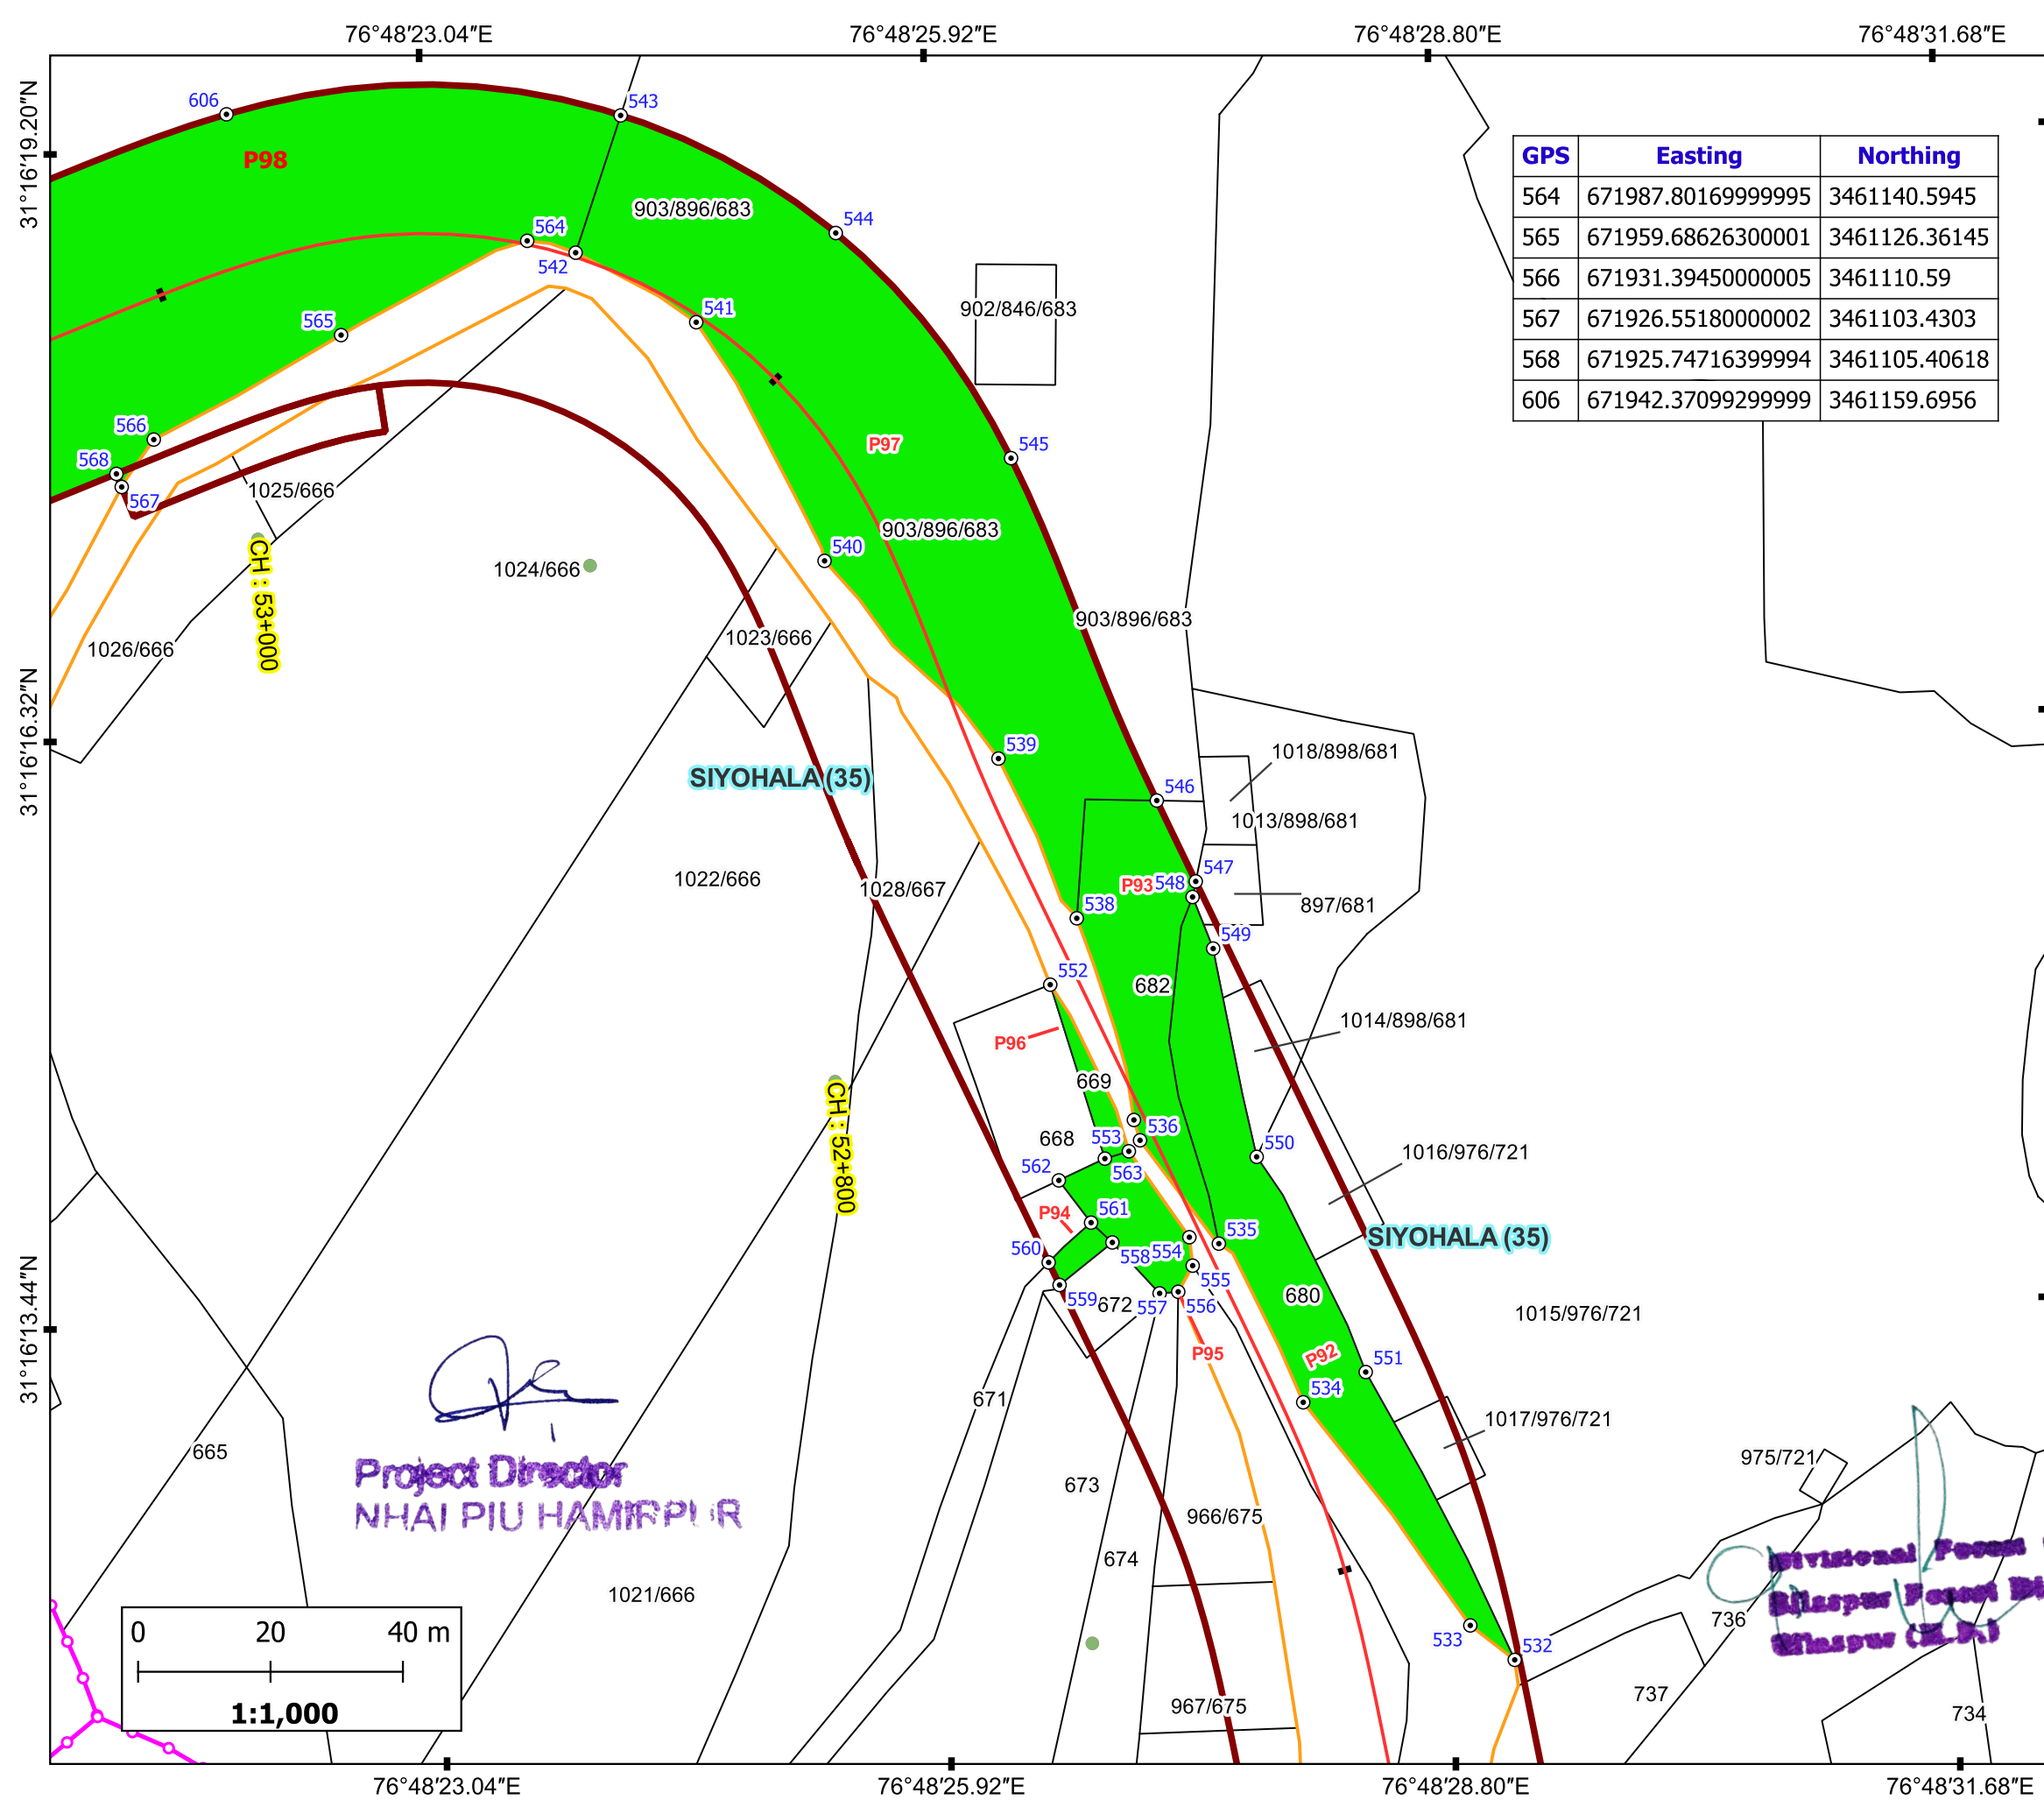 76°48′23.04″E
76°48′25.92″E
76°48′28.80″E
76°48′31.68″E
31°16′19.20″N
31°16′16.32″N
31°16′13.44″N
606
543
P98
903/896/683
544
564
542
541
565
902/846/683
GPS Easting Northing
564 671987.80169999995 3461140.5945
565 671959.68626300001 3461126.36145
566 671931.39450000005 3461110.59
567 671926.55180000002 3461103.4303
568 671925.74716399994 3461105.40618
606 671942.37099299999 3461159.6956
566
568
567
1025/666
P97
545
903/896/683
540
1024/666
CH : 53+000
1026/666
1023/666
903/896/683
539
SIYOHALA (35)
546
1018/898/681
1013/898/681
1022/666
1028/667
547
P93
548
897/681
538
549
552
682
1014/898/681
P96
669
536
553
668
563
550
1016/976/721
562
CH : 52+800
P94
561
560
558
554
535
SIYOHALA (35)
555
559
672
557
556
680
1015/976/721
P95
P92
551
534
671
1017/976/721
665
975/721
Project Director
NHAI PIU HAMIRPUR
673
966/675
674
1021/666
Divisional Forest
Bilaspur Forest
Bilaspur (H.P.)
736
533
532
737
734
967/675
0 20 40 m
1:1,000
76°48′23.04″E
76°48′25.92″E
76°48′28.80″E
76°48′31.68″E